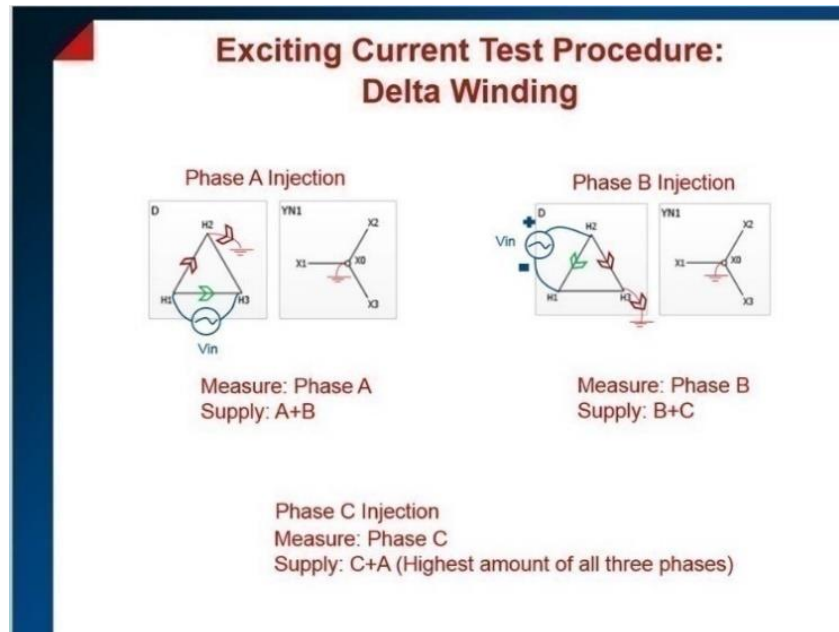 Exciting Current Test Procedure:
Delta Winding
Phase A Injection
D
H2
H1
H3
Vin
YN1
X2
X1
X0
X3
Measure: Phase A
Supply: A+B
Phase B Injection
D
Vin
H2
H1
H3
YN1
X2
X1
X0
X3
Measure: Phase B
Supply: B+C
Phase C Injection
Measure: Phase C
Supply: C+A (Highest amount of all three phases)